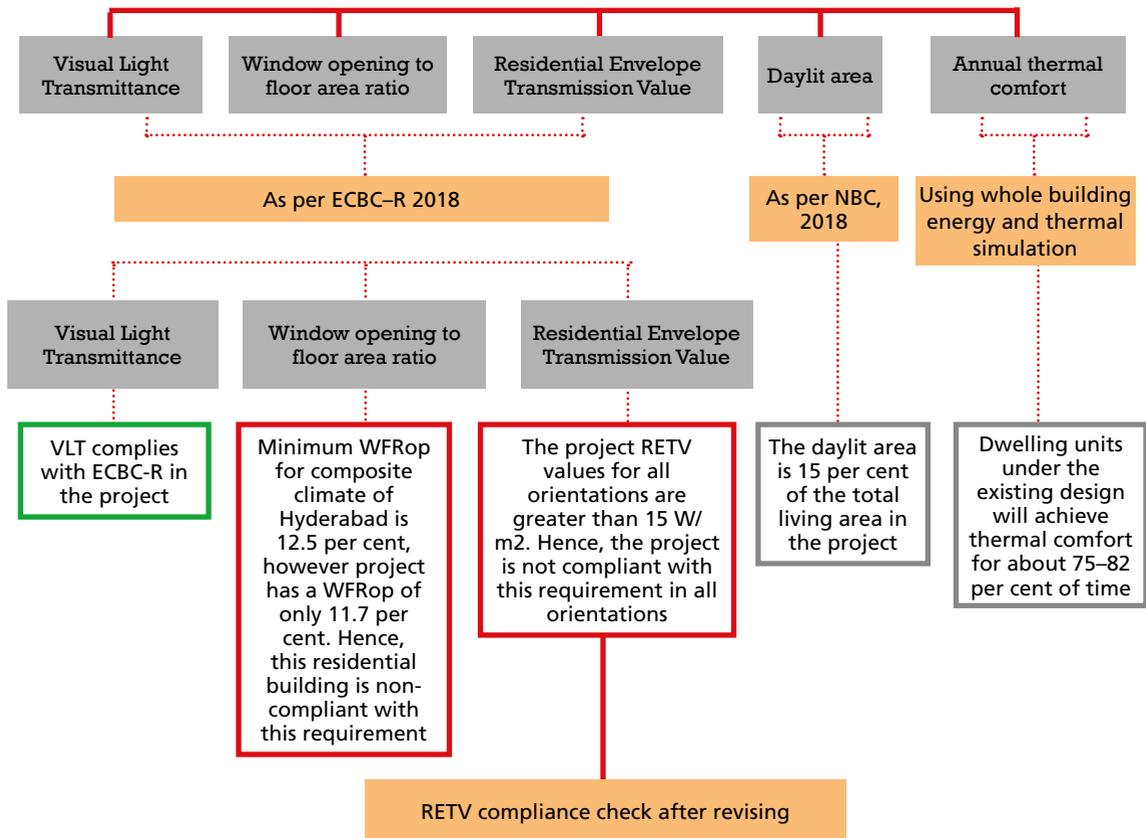 Visual Light
Transmittance
Window opening to
floor area ratio
Residential Envelope
Transmission Value
Daylit area
Annual thermal
comfort
As per ECBC–R 2018
As per NBC,
2018
Using whole building
energy and thermal
simulation
Visual Light
Transmittance
Window opening to
floor area ratio
Residential Envelope
Transmission Value
VLT complies
with ECBC-R in
the project
Minimum WFRop
for composite
climate of
Hyderabad is
12.5 per cent,
however project
has a WFRop of
only 11.7 per
cent. Hence,
this residential
building is non-
compliant with
this requirement
The project RETV
values for all
orientations are
greater than 15 W/
m2. Hence, the project
is not compliant with
this requirement in all
orientations
The daylit area
is 15 per cent
of the total
living area in
the project
Dwelling units
under the
existing design
will achieve
thermal comfort
for about 75–82
per cent of time
RETV compliance check after revising